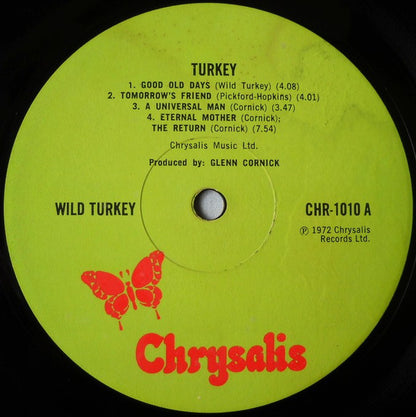 TURKEY
1. GOOD OLD DAYS (Wild Turkey) (4.08)
2. TOMORROW'S FRIEND (Pickford-Hopkins) (4.01)
3. A UNIVERSAL MAN (Cornick) (3.47)
4. ETERNAL MOTHER (Cornick);
THE RETURN (Cornick) (7.54)
Chrysalis Music Ltd.
Produced by: GLENN CORNICK
WILD TURKEY
CHR-1010 A
Ⓟ 1972 Chrysalis
Records Ltd.
Chrysalis